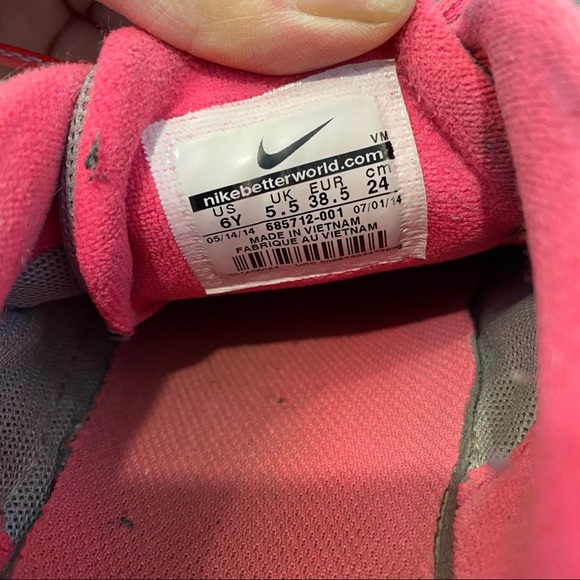 VM
nikebetterworld.com
US UK EUR cm
6Y 5.5 38.5 24
05/14/14 685712-001 07/01/14
MADE IN VIETNAM
FABRIQUE AU VIETNAM